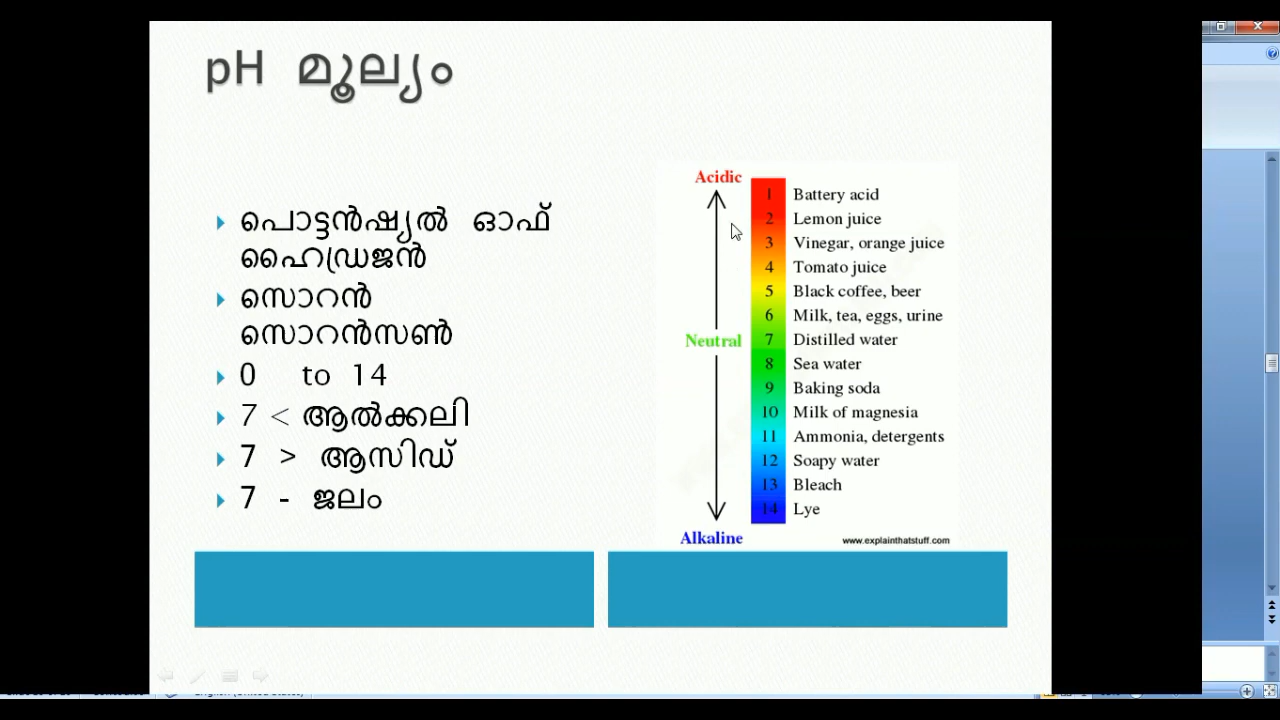 pH മൂല്യം
പൊട്ടൻഷ്യൽ ഓഫ്
ഹൈഡ്രജൻ
സൊറൻ
സൊറൻസൺ
0 to 14
7 < ആൽക്കലി
7 > ആസിഡ്
7 - ജലം
Acidic
Neutral
Alkaline
1 Battery acid
2 Lemon juice
3 Vinegar, orange juice
4 Tomato juice
5 Black coffee, beer
6 Milk, tea, eggs, urine
7 Distilled water
8 Sea water
9 Baking soda
10 Milk of magnesia
11 Ammonia, detergents
12 Soapy water
13 Bleach
14 Lye
www.explainthatstuff.com